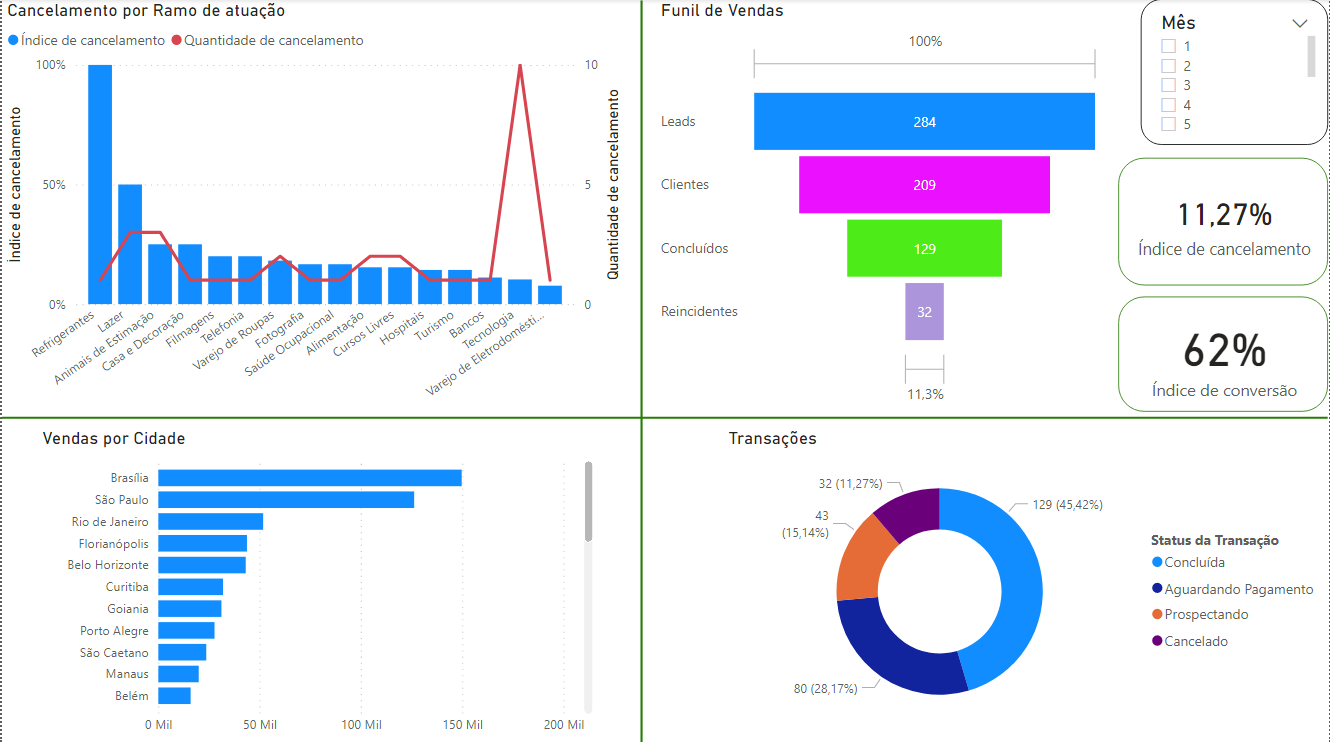 Cancelamento por Ramo de atuação
Índice de cancelamento Quantidade de cancelamento
100%
50%
0%
10
5
0
Índice de cancelamento
Quantidade de cancelamento
Refrigerantes
Lazer
Animais de Estimação
Casa e Decoração
Filmagens
Telefonia
Varejo de Roupas
Fotografia
Saúde Ocupacional
Alimentação
Cursos Livres
Hospitais
Turismo
Bancos
Tecnologia
Varejo de Eletrodomésti...
Funil de Vendas
100%
Leads 284
Clientes 209
Concluídos 129
Reincidentes 32
11,3%
Mês
1
2
3
4
5
11,27%
Índice de cancelamento
62%
Índice de conversão
Vendas por Cidade
Brasília
São Paulo
Rio de Janeiro
Florianópolis
Belo Horizonte
Curitiba
Goiania
Porto Alegre
São Caetano
Manaus
Belém
0 Mil 50 Mil 100 Mil 150 Mil 200 Mil
Transações
32 (11,27%)
43
(15,14%)
129 (45,42%)
80 (28,17%)
Status da Transação
Concluída
Aguardando Pagamento
Prospectando
Cancelado